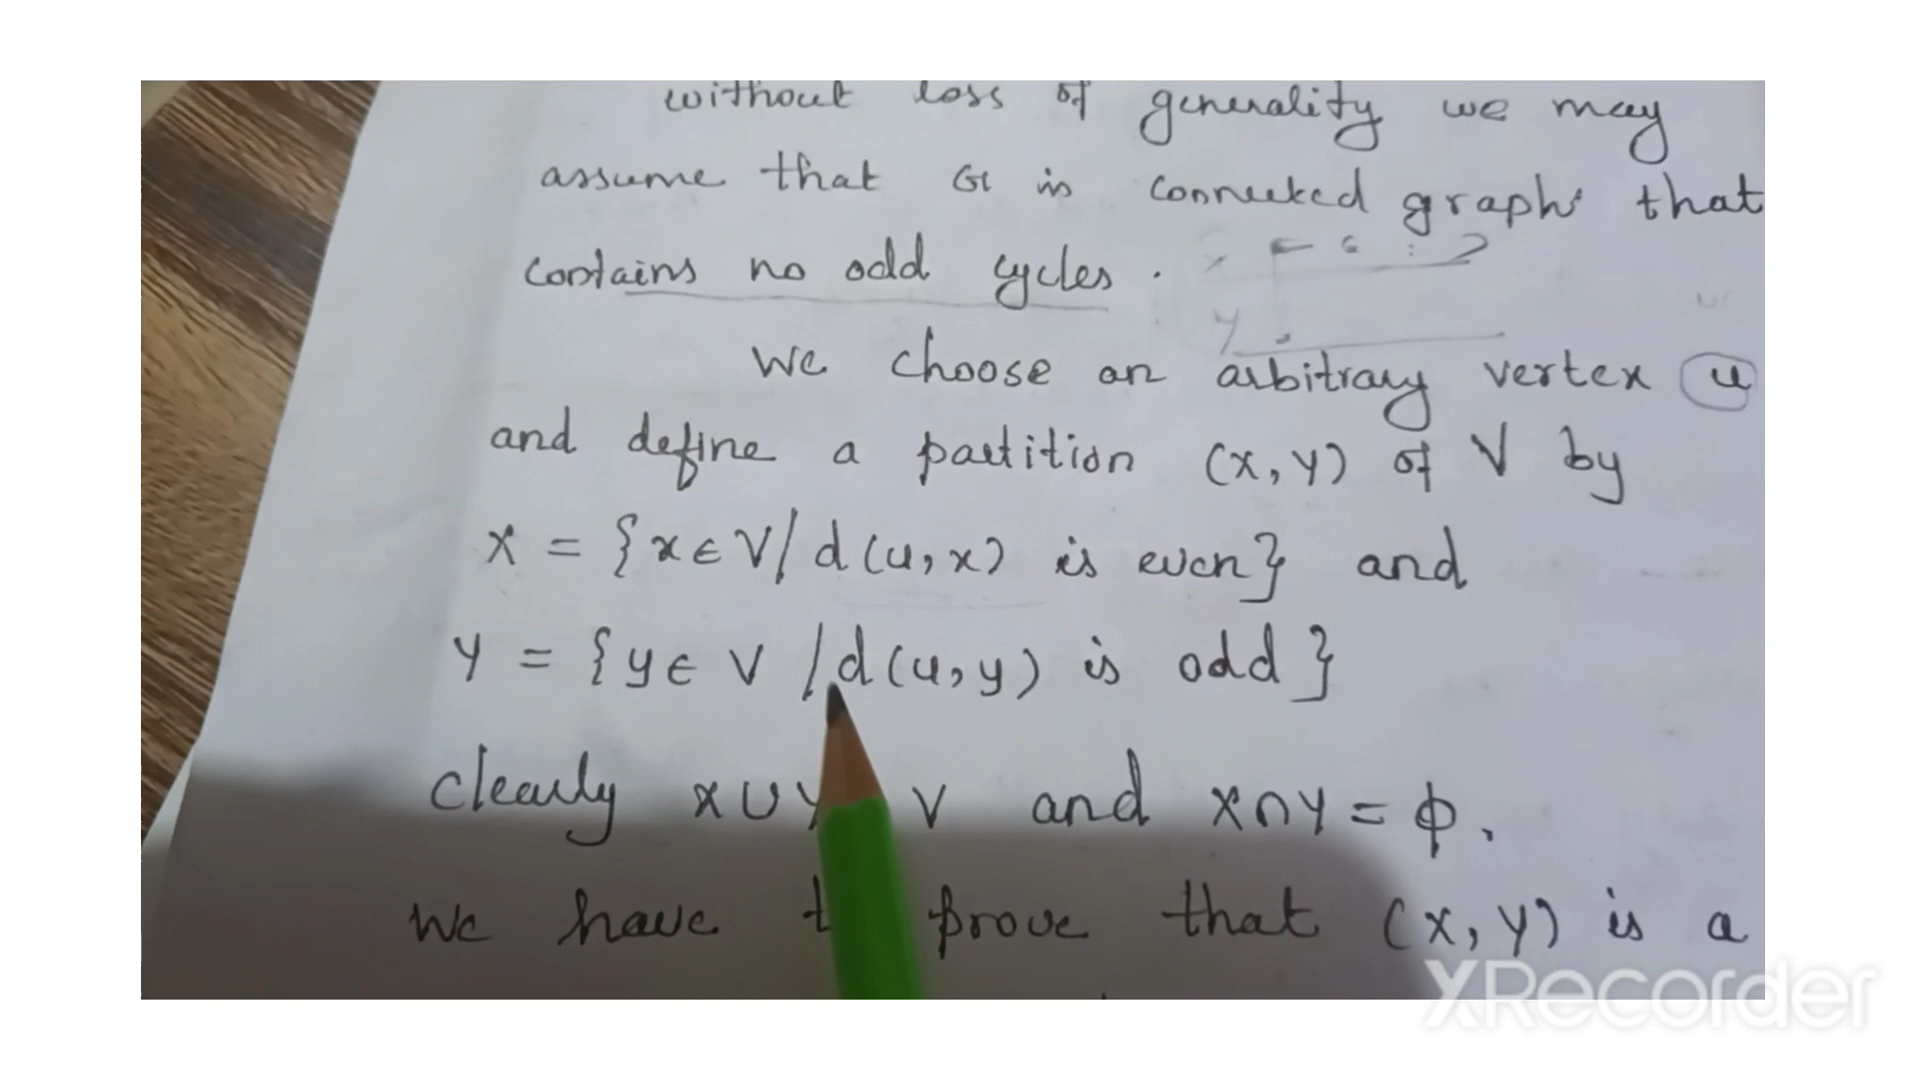 without loss of generality we may
assume that G is connected graph that
contains no odd cycles.
x
y
We choose an arbitrary vertex u
and define a partition (x, y) of V by
X = {x ∈ V / d(u, x) is even} and
Y = {y ∈ V / d(u, y) is odd}
clearly X ∪ Y V and X ∩ Y = ϕ.
We have prove that (X, Y) is a
XRecorder